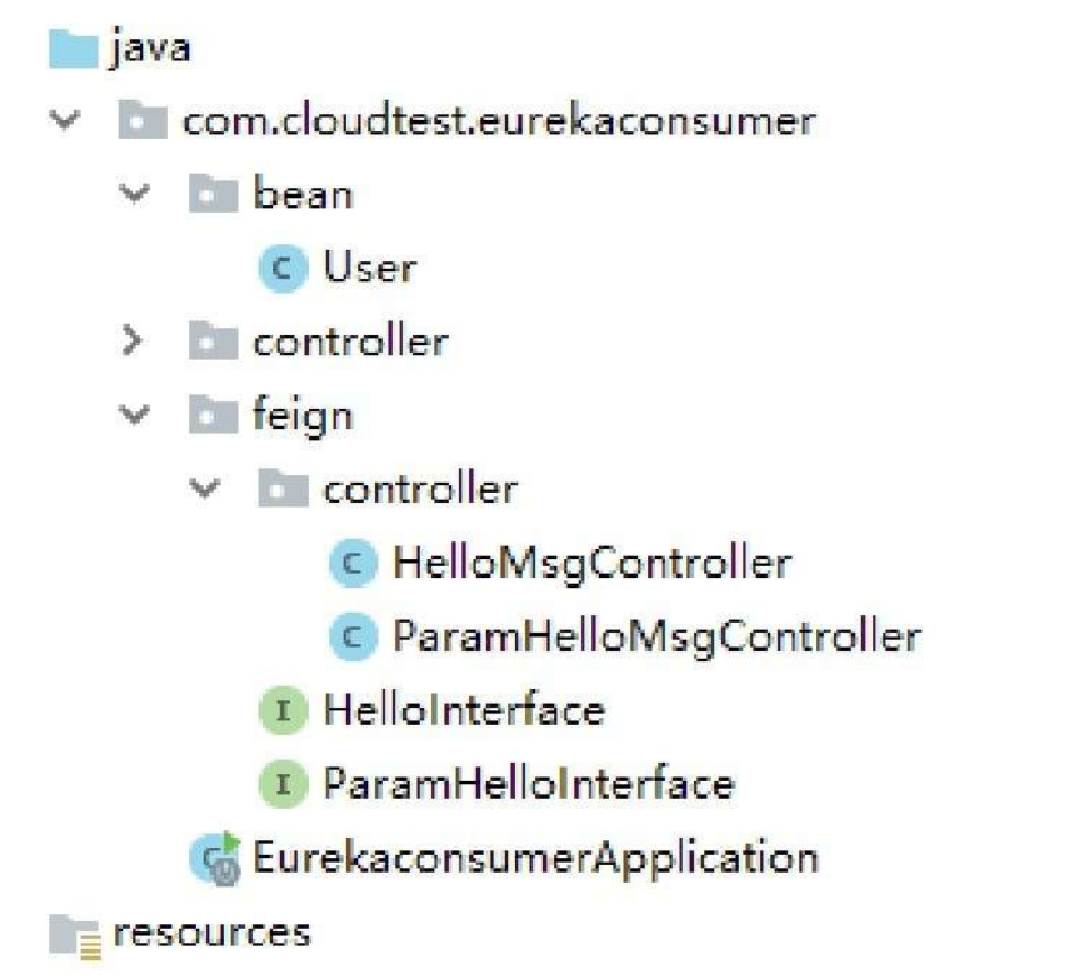 java
com.cloudtest.eurekaconsumer
bean
C User
controller
feign
controller
C HelloMsgController
C ParamHelloMsgController
I HelloInterface
I ParamHelloInterface
C EurekaconsumerApplication
resources